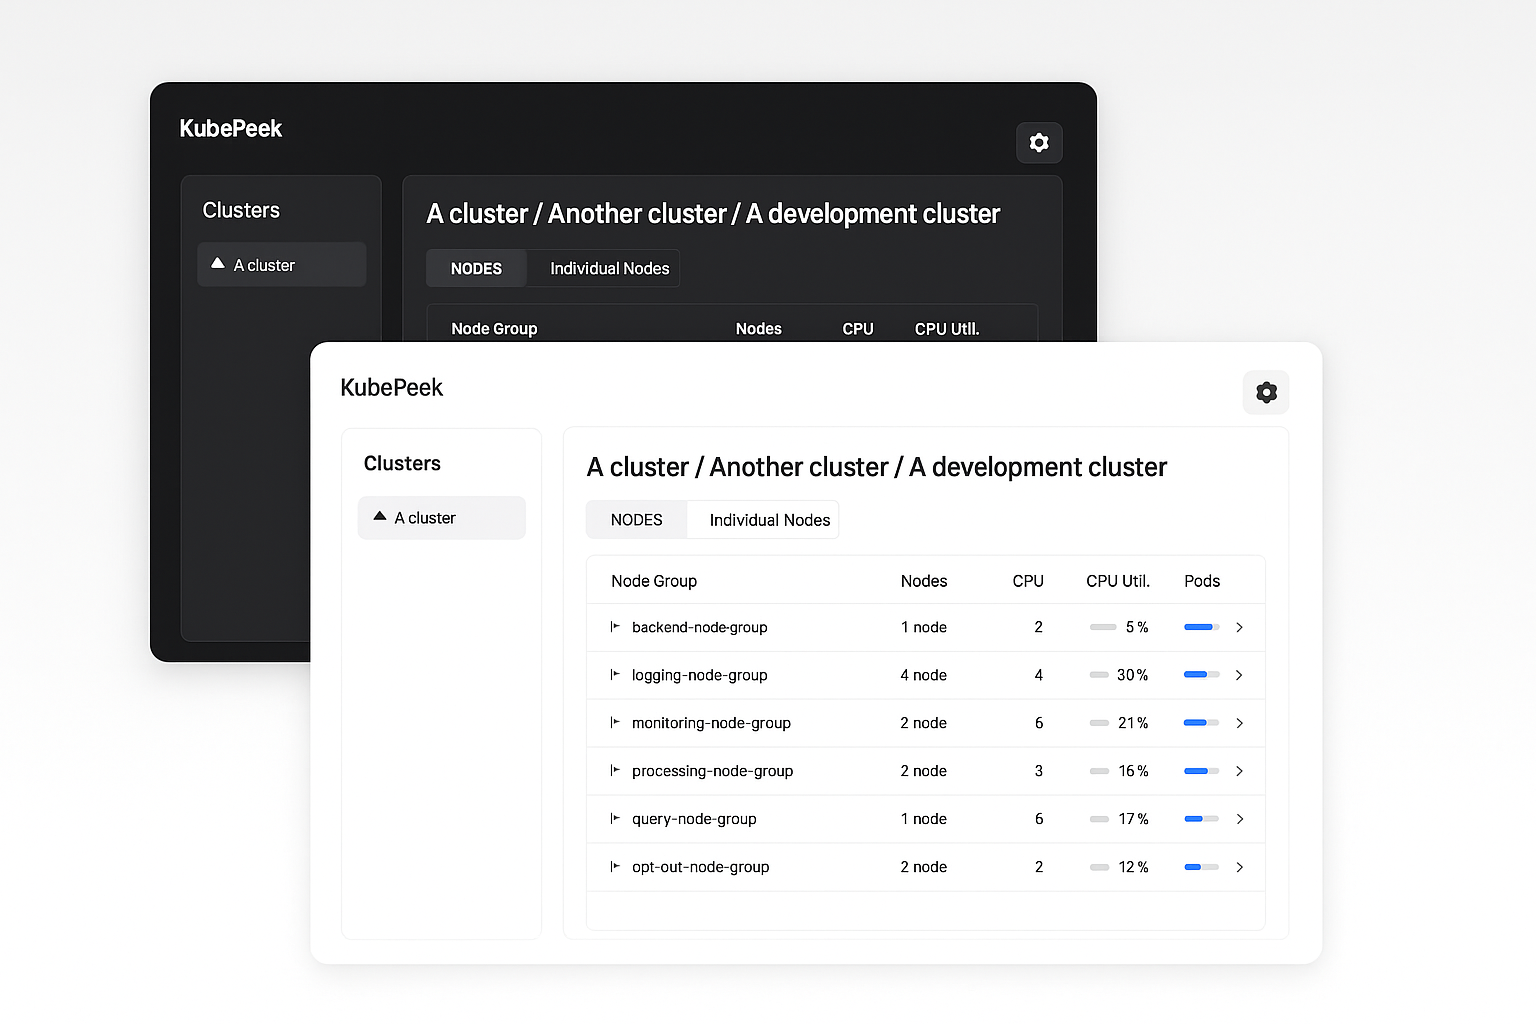 KubePeek
Clusters
A cluster
A cluster / Another cluster / A development cluster
NODES Individual Nodes
Node Group Nodes CPU CPU Utll.
KubePeek
Clusters
A cluster
A cluster / Another cluster / A development cluster
NODES Individual Nodes
Node Group Nodes CPU CPU Util. Pods
backend-node-group 1 node 2 5 %
logging-node-group 4 node 4 30 %
monitoring-node-group 2 node 6 21 %
processing-node-group 2 node 3 16 %
query-node-group 1 node 6 17 %
opt-out-node-group 2 node 2 12 %